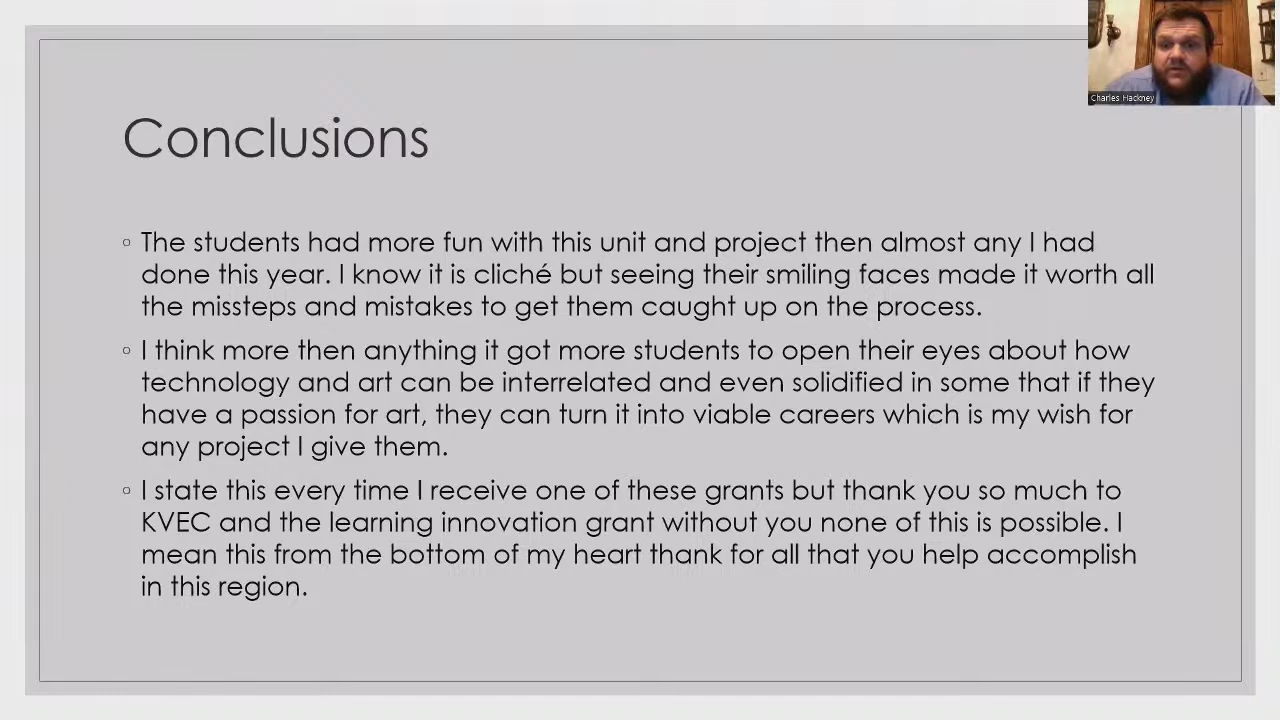 Charles Hackney
Conclusions
◦ The students had more fun with this unit and project then almost any I had
done this year. I know it is cliché but seeing their smiling faces made it worth all
the missteps and mistakes to get them caught up on the process.
◦ I think more then anything it got more students to open their eyes about how
technology and art can be interrelated and even solidified in some that if they
have a passion for art, they can turn it into viable careers which is my wish for
any project I give them.
◦ I state this every time I receive one of these grants but thank you so much to
KVEC and the learning innovation grant without you none of this is possible. I
mean this from the bottom of my heart thank for all that you help accomplish
in this region.